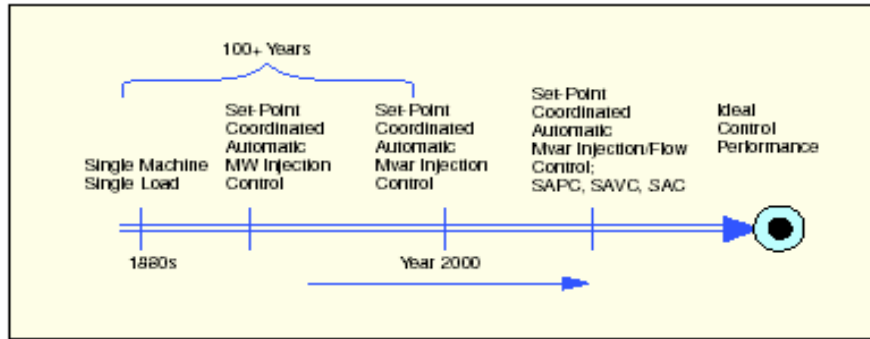 100+ Years
Single Machine
Single Load
Set-Point
Coordinated
Automatic
MW Injection
Control
Set-Point
Coordinated
Automatic
Mvar Injection
Control
Set-Point
Coordinated
Automatic
Mvar Injection/Flow
Control;
SAPC, SAVC, SAC
Ideal
Control
Performance
1880s
Year 2000